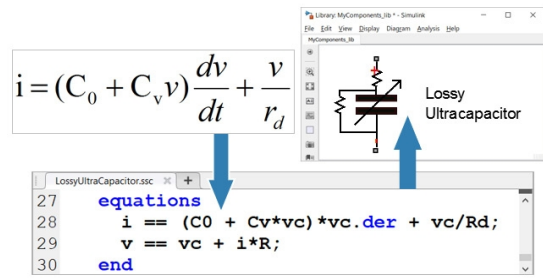 Library: MyComponents_lib * - Simulink
File Edit View Display Diagram Analysis Help
MyComponents_lib
i = (C₀ + Cᵥv) dv/dt + v/r_d
Lossy
Ultracapacitor
LossyUltraCapacitor.ssc
27 equations
28 i == (C0 + Cv*vc)*vc.der + vc/Rd;
29 v == vc + i*R;
30 end